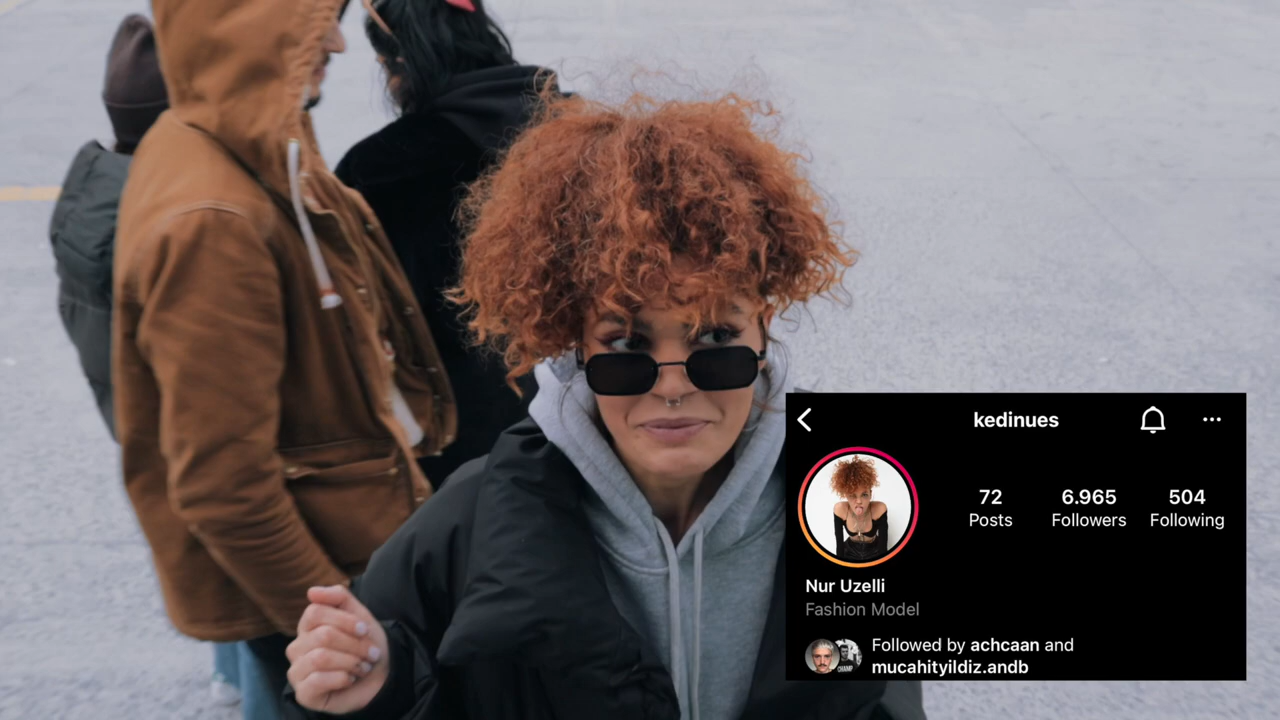 kedinues
72
6.965
504
Posts
Followers
Following
Nur Uzelli
Fashion Model
Followed by achcaan and
mucahityildiz.andb